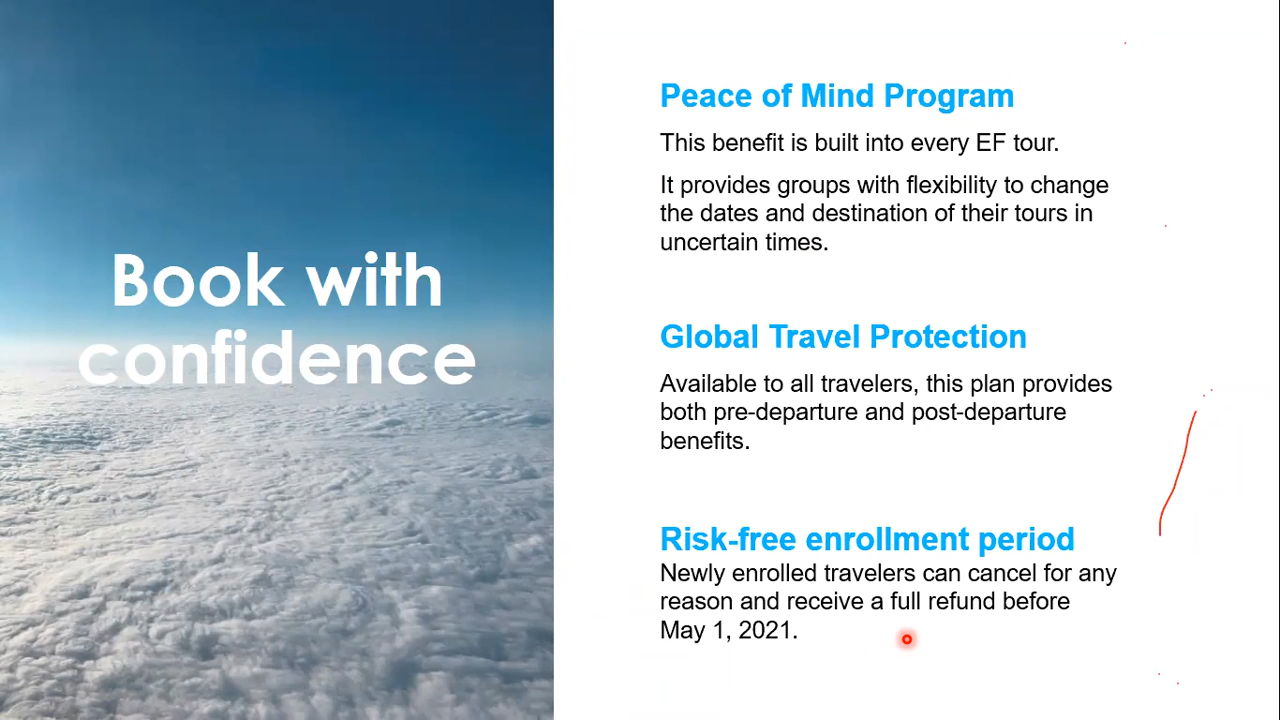 Book with
confidence
Peace of Mind Program
This benefit is built into every EF tour.
It provides groups with flexibility to change
the dates and destination of their tours in
uncertain times.
Global Travel Protection
Available to all travelers, this plan provides
both pre-departure and post-departure
benefits.
Risk-free enrollment period
Newly enrolled travelers can cancel for any
reason and receive a full refund before
May 1, 2021.